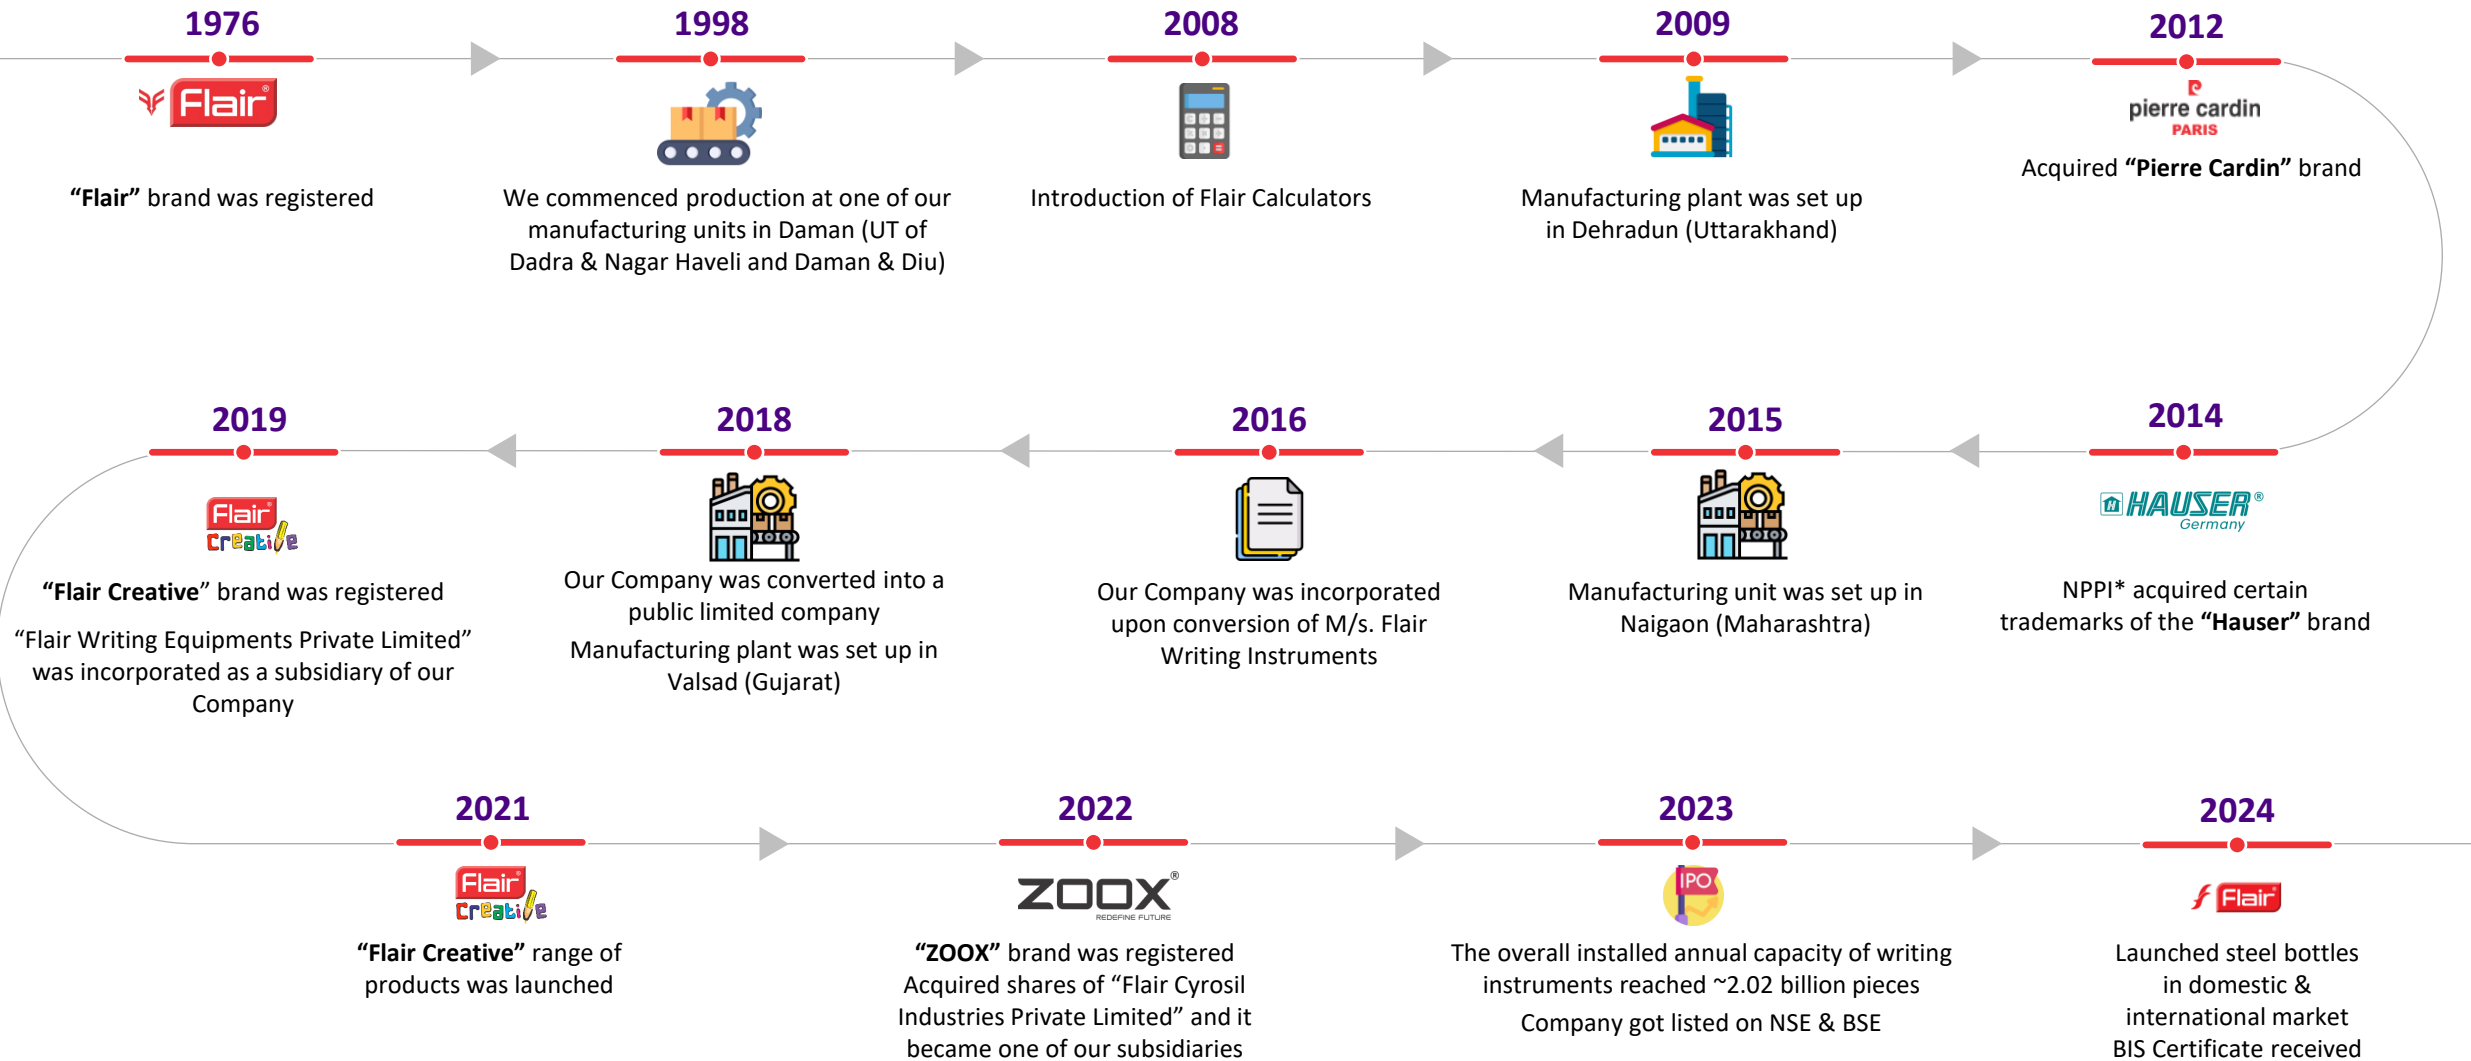 1976
Flair®
“Flair” brand was registered
1998
We commenced production at one of our
manufacturing units in Daman (UT of
Dadra & Nagar Haveli and Daman & Diu)
2008
Introduction of Flair Calculators
2009
Manufacturing plant was set up
in Dehradun (Uttarakhand)
2012
pierre cardin
PARIS
Acquired “Pierre Cardin” brand
2014
HAUSER®
Germany
NPPI* acquired certain
trademarks of the “Hauser” brand
2015
Manufacturing unit was set up in
Naigaon (Maharashtra)
2016
Our Company was incorporated
upon conversion of M/s. Flair
Writing Instruments
2018
Our Company was converted into a
public limited company
Manufacturing plant was set up in
Valsad (Gujarat)
2019
Flair
Creative
“Flair Creative” brand was registered
“Flair Writing Equipments Private Limited”
was incorporated as a subsidiary of our
Company
2021
Flair
Creative
“Flair Creative” range of
products was launched
2022
ZOOX®
REDEFINE FUTURE
“ZOOX” brand was registered
Acquired shares of “Flair Cyrosil
Industries Private Limited” and it
became one of our subsidiaries
2023
IPO
The overall installed annual capacity of writing
instruments reached ~2.02 billion pieces
Company got listed on NSE & BSE
2024
Flair
Launched steel bottles
in domestic &
international market
BIS Certificate received